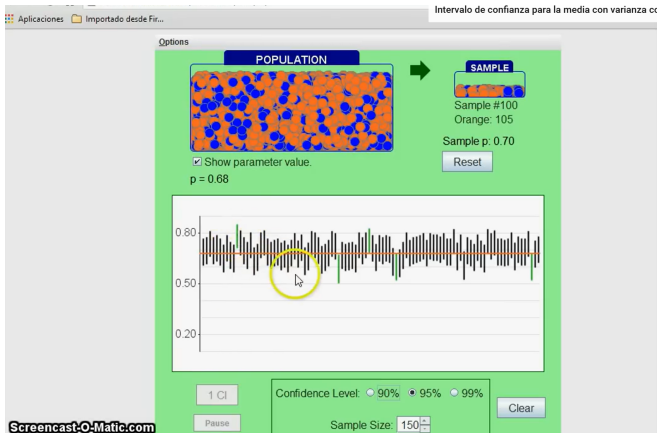 Intervalo de confianza para la media con varianza co
Aplicaciones Importado desde Fir...
Options
POPULATION
SAMPLE
Sample #100
Orange: 105
Sample p: 0.70
Show parameter value.
Reset
p = 0.68
0.80
0.50
0.20
1 CI
Confidence Level: 90% 95% 99%
Clear
Pause
Sample Size: 150
Screencast-O-Matic.com